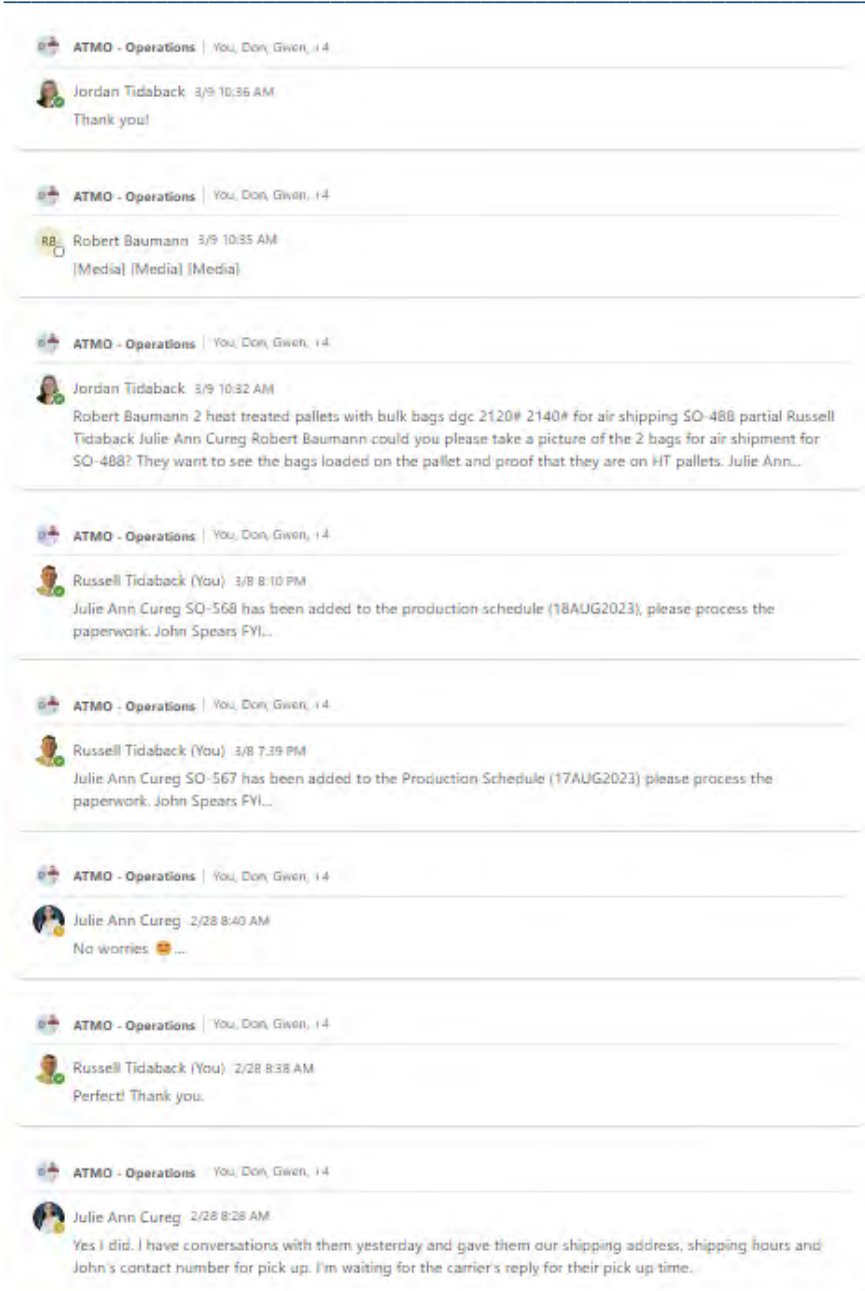 ATMO - Operations | You, Don, Gwen, +4
Jordan Tidaback 3/9 10:36 AM
Thank you!
ATMO - Operations | You, Don, Gwen, +4
RB Robert Baumann 3/9 10:35 AM
[Media] [Media] [Media]
ATMO - Operations | You, Don, Gwen, +4
Jordan Tidaback 3/9 10:32 AM
Robert Baumann 2 heat treated pallets with bulk bags dgc 2120# 2140# for air shipping SO-488 partial Russell
Tidaback Julie Ann Cureg Robert Baumann could you please take a picture of the 2 bags for air shipment for
SO-488? They want to see the bags loaded on the pallet and proof that they are on HT pallets. Julie Ann...
ATMO - Operations | You, Don, Gwen, +4
Russell Tidaback (You) 3/8 8:10 PM
Julie Ann Cureg SO-568 has been added to the production schedule (18AUG2023), please process the
paperwork. John Spears FYI...
ATMO - Operations | You, Don, Gwen, +4
Russell Tidaback (You) 3/8 7:39 PM
Julie Ann Cureg SO-567 has been added to the Production Schedule (17AUG2023) please process the
paperwork. John Spears FYI...
ATMO - Operations | You, Don, Gwen, +4
Julie Ann Cureg 2/28 8:40 AM
No worries 😊...
ATMO - Operations | You, Don, Gwen, +4
Russell Tidaback (You) 2/28 8:38 AM
Perfect! Thank you.
ATMO - Operations You, Don, Gwen, +4
Julie Ann Cureg 2/28 8:28 AM
Yes I did. I have conversations with them yesterday and gave them our shipping address, shipping hours and
John's contact number for pick up. I'm waiting for the carrier's reply for their pick up time.